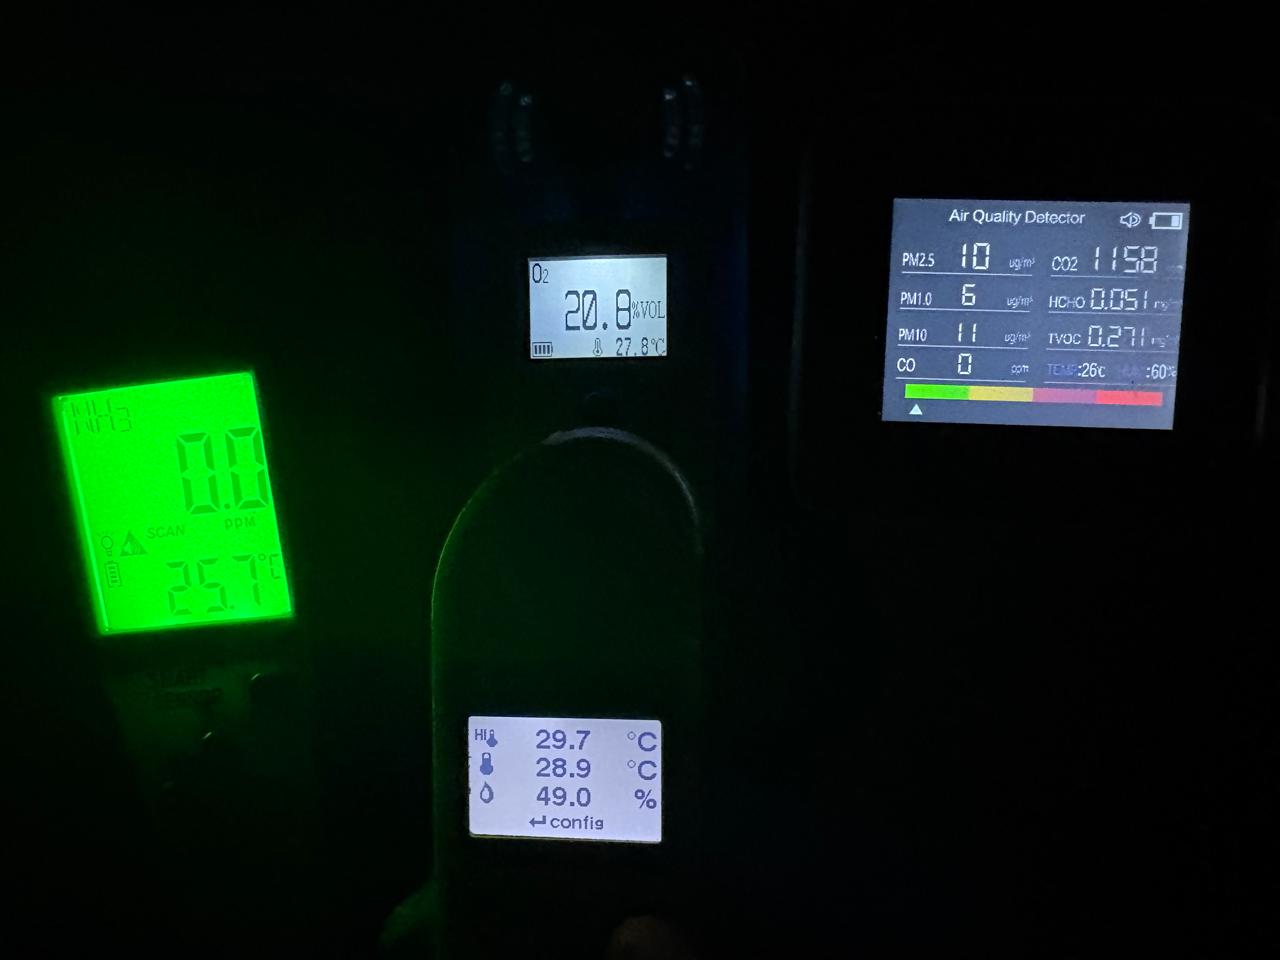 O2
20.8%VOL
27.8°C
Air Quality Detector
PM2.5 10 ug/m³
CO2 1158
PM1.0 6 ug/m³
HCHO 0.051
PM10 11 ug/m³
TVOC 0.271
CO 0 ppm
TEMP:26°C :60%
0.0
SCAN PPM
25.7°C
HI 29.7 °C
28.9 °C
49.0 %
↵ config